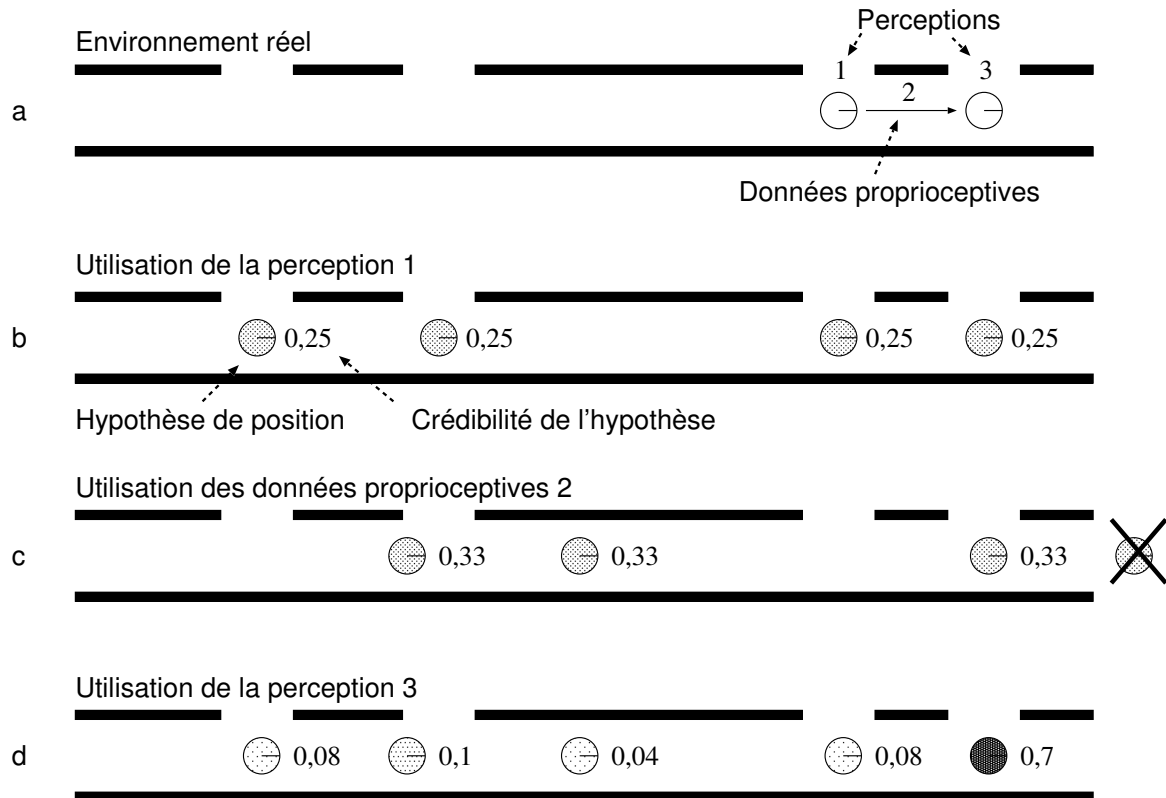 Perceptions
Environnement réel
1 3
2
a
Données proprioceptives
Utilisation de la perception 1
b 0,25 0,25 0,25 0,25
Hypothèse de position Crédibilité de l'hypothèse
Utilisation des données proprioceptives 2
c 0,33 0,33 0,33
Utilisation de la perception 3
d 0,08 0,1 0,04 0,08 0,7